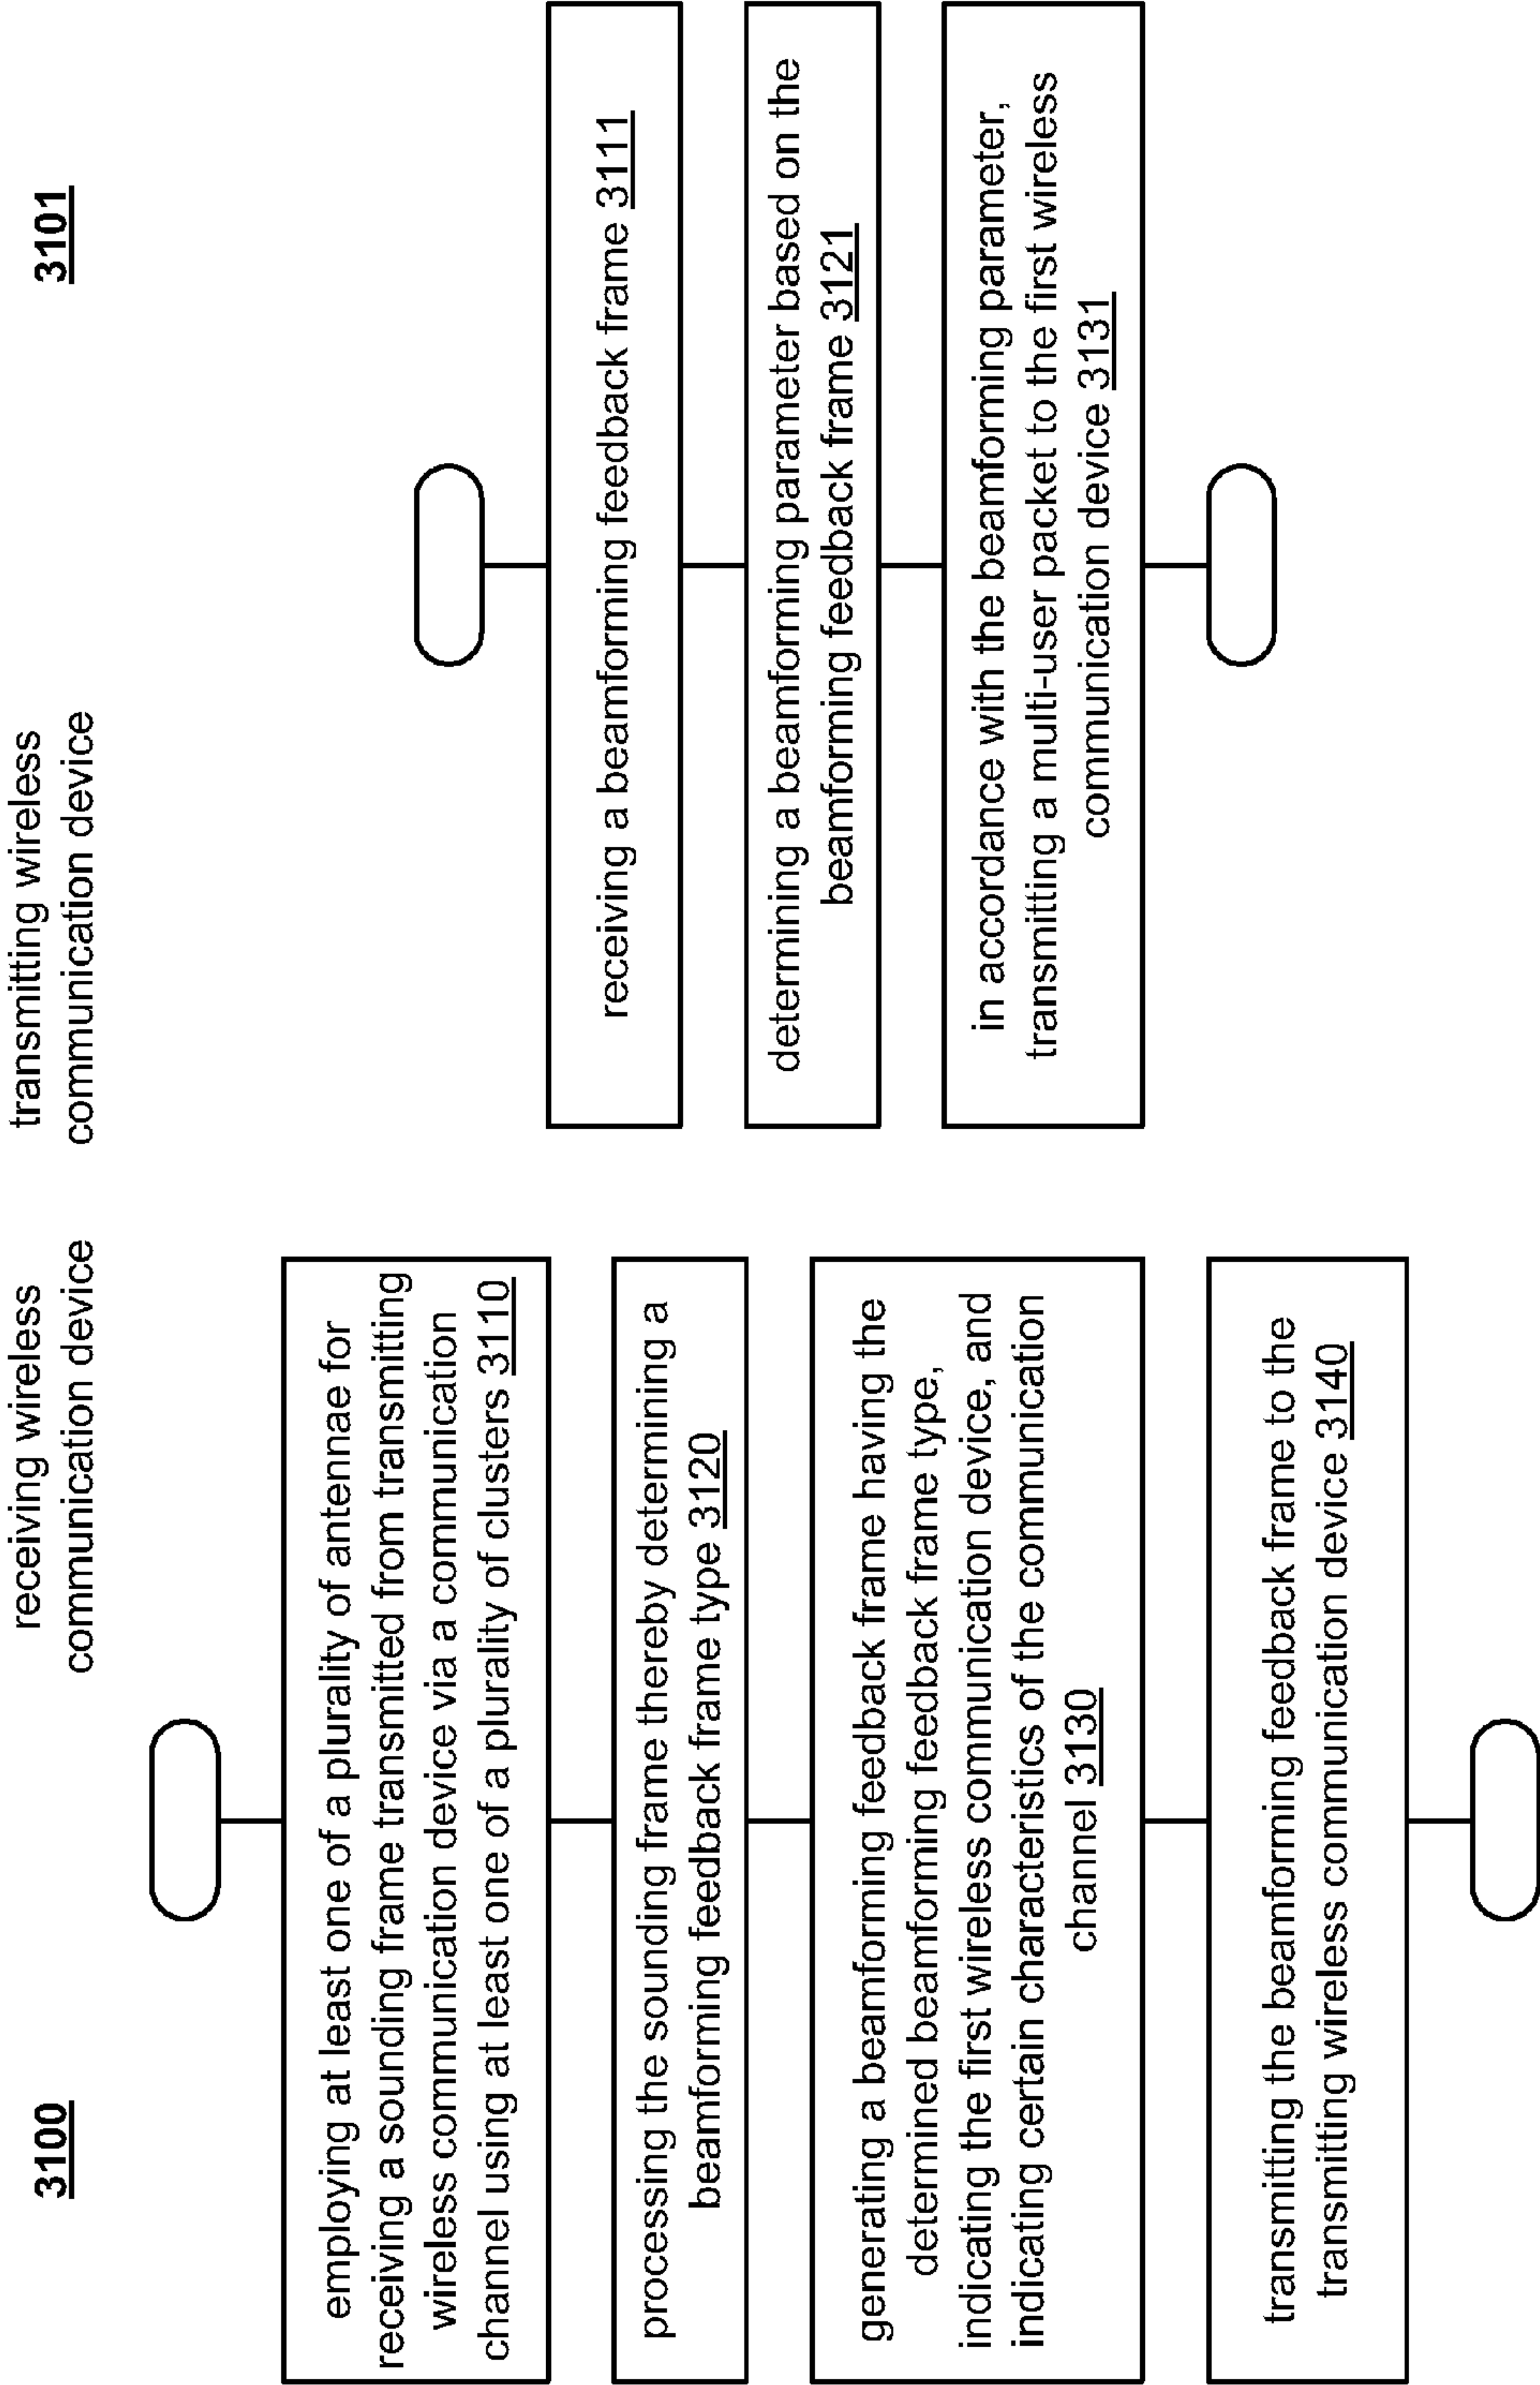 3100
receiving wireless
communication device
employing at least one of a plurality of antennae for
receiving a sounding frame transmitted from transmitting
wireless communication device via a communication
channel using at least one of a plurality of clusters 3110
processing the sounding frame thereby determining a
beamforming feedback frame type 3120
generating a beamforming feedback frame having the
determined beamforming feedback frame type,
indicating the first wireless communication device, and
indicating certain characteristics of the communication
channel 3130
transmitting the beamforming feedback frame to the
transmitting wireless communication device 3140
transmitting wireless
communication device
3101
receiving a beamforming feedback frame 3111
determining a beamforming parameter based on the
beamforming feedback frame 3121
in accordance with the beamforming parameter,
transmitting a multi-user packet to the first wireless
communication device 3131